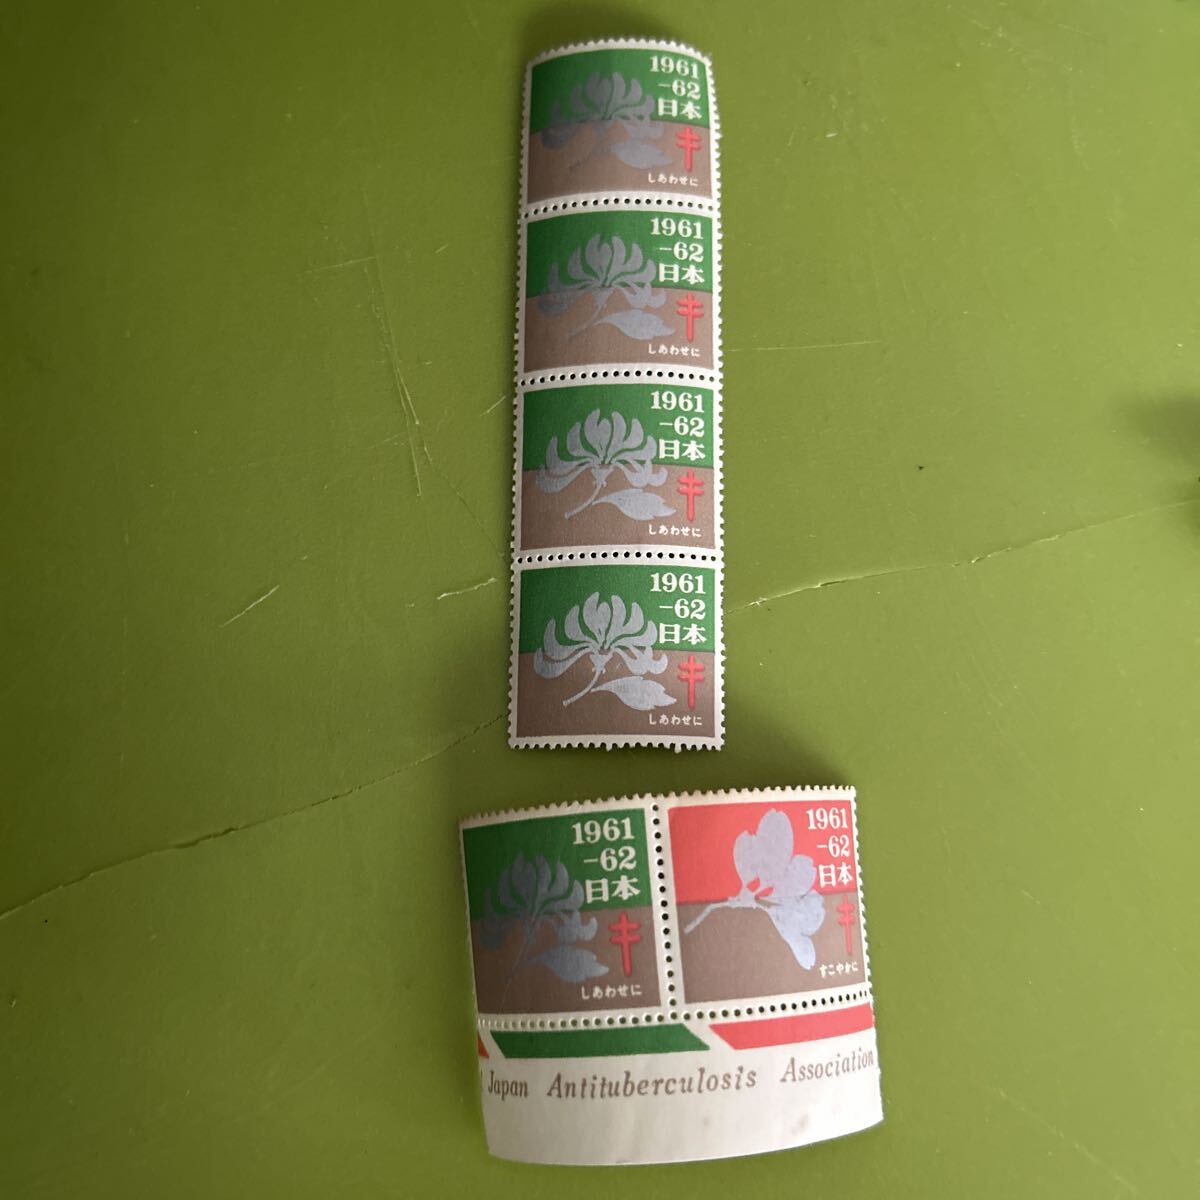 1961
-62
日本
しあわせに
1961
-62
日本
しあわせに
1961
-62
日本
しあわせに
1961
-62
日本
しあわせに
1961
-62
日本
しあわせに
1961
-62
日本
すこやかに
Japan Antituberculosis Association